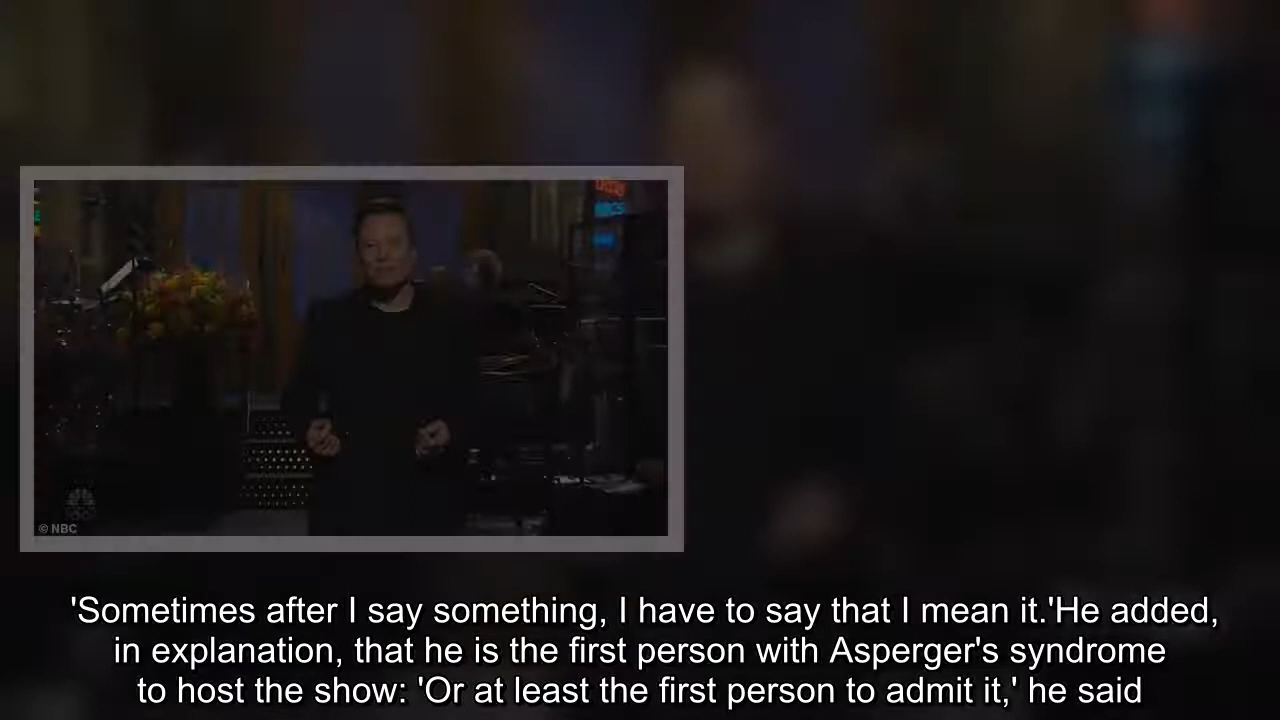 © NBC
'Sometimes after I say something, I have to say that I mean it.'He added,
in explanation, that he is the first person with Asperger's syndrome
to host the show: 'Or at least the first person to admit it,' he said